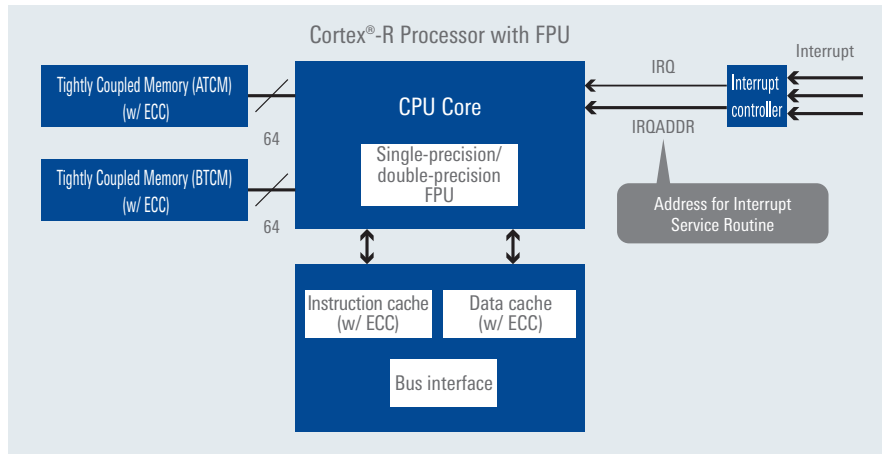 Cortex®-R Processor with FPU
Tightly Coupled Memory (ATCM)
(w/ ECC)
64
Tightly Coupled Memory (BTCM)
(w/ ECC)
64
CPU Core
Single-precision/
double-precision
FPU
IRQ
IRQADDR
Interrupt
controller
Interrupt
Address for Interrupt
Service Routine
Instruction cache
(w/ ECC)
Data cache
(w/ ECC)
Bus interface